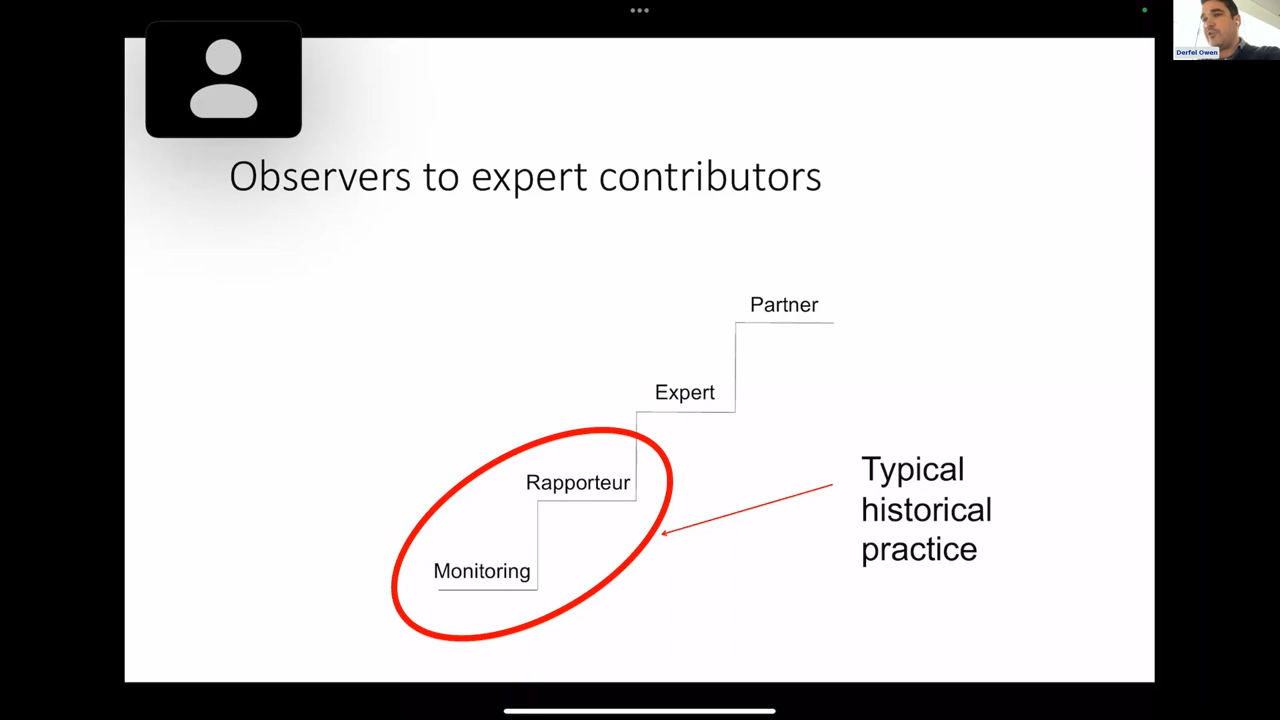 Derfel Owen
Observers to expert contributors
Partner
Expert
Rapporteur
Monitoring
Typical
historical
practice